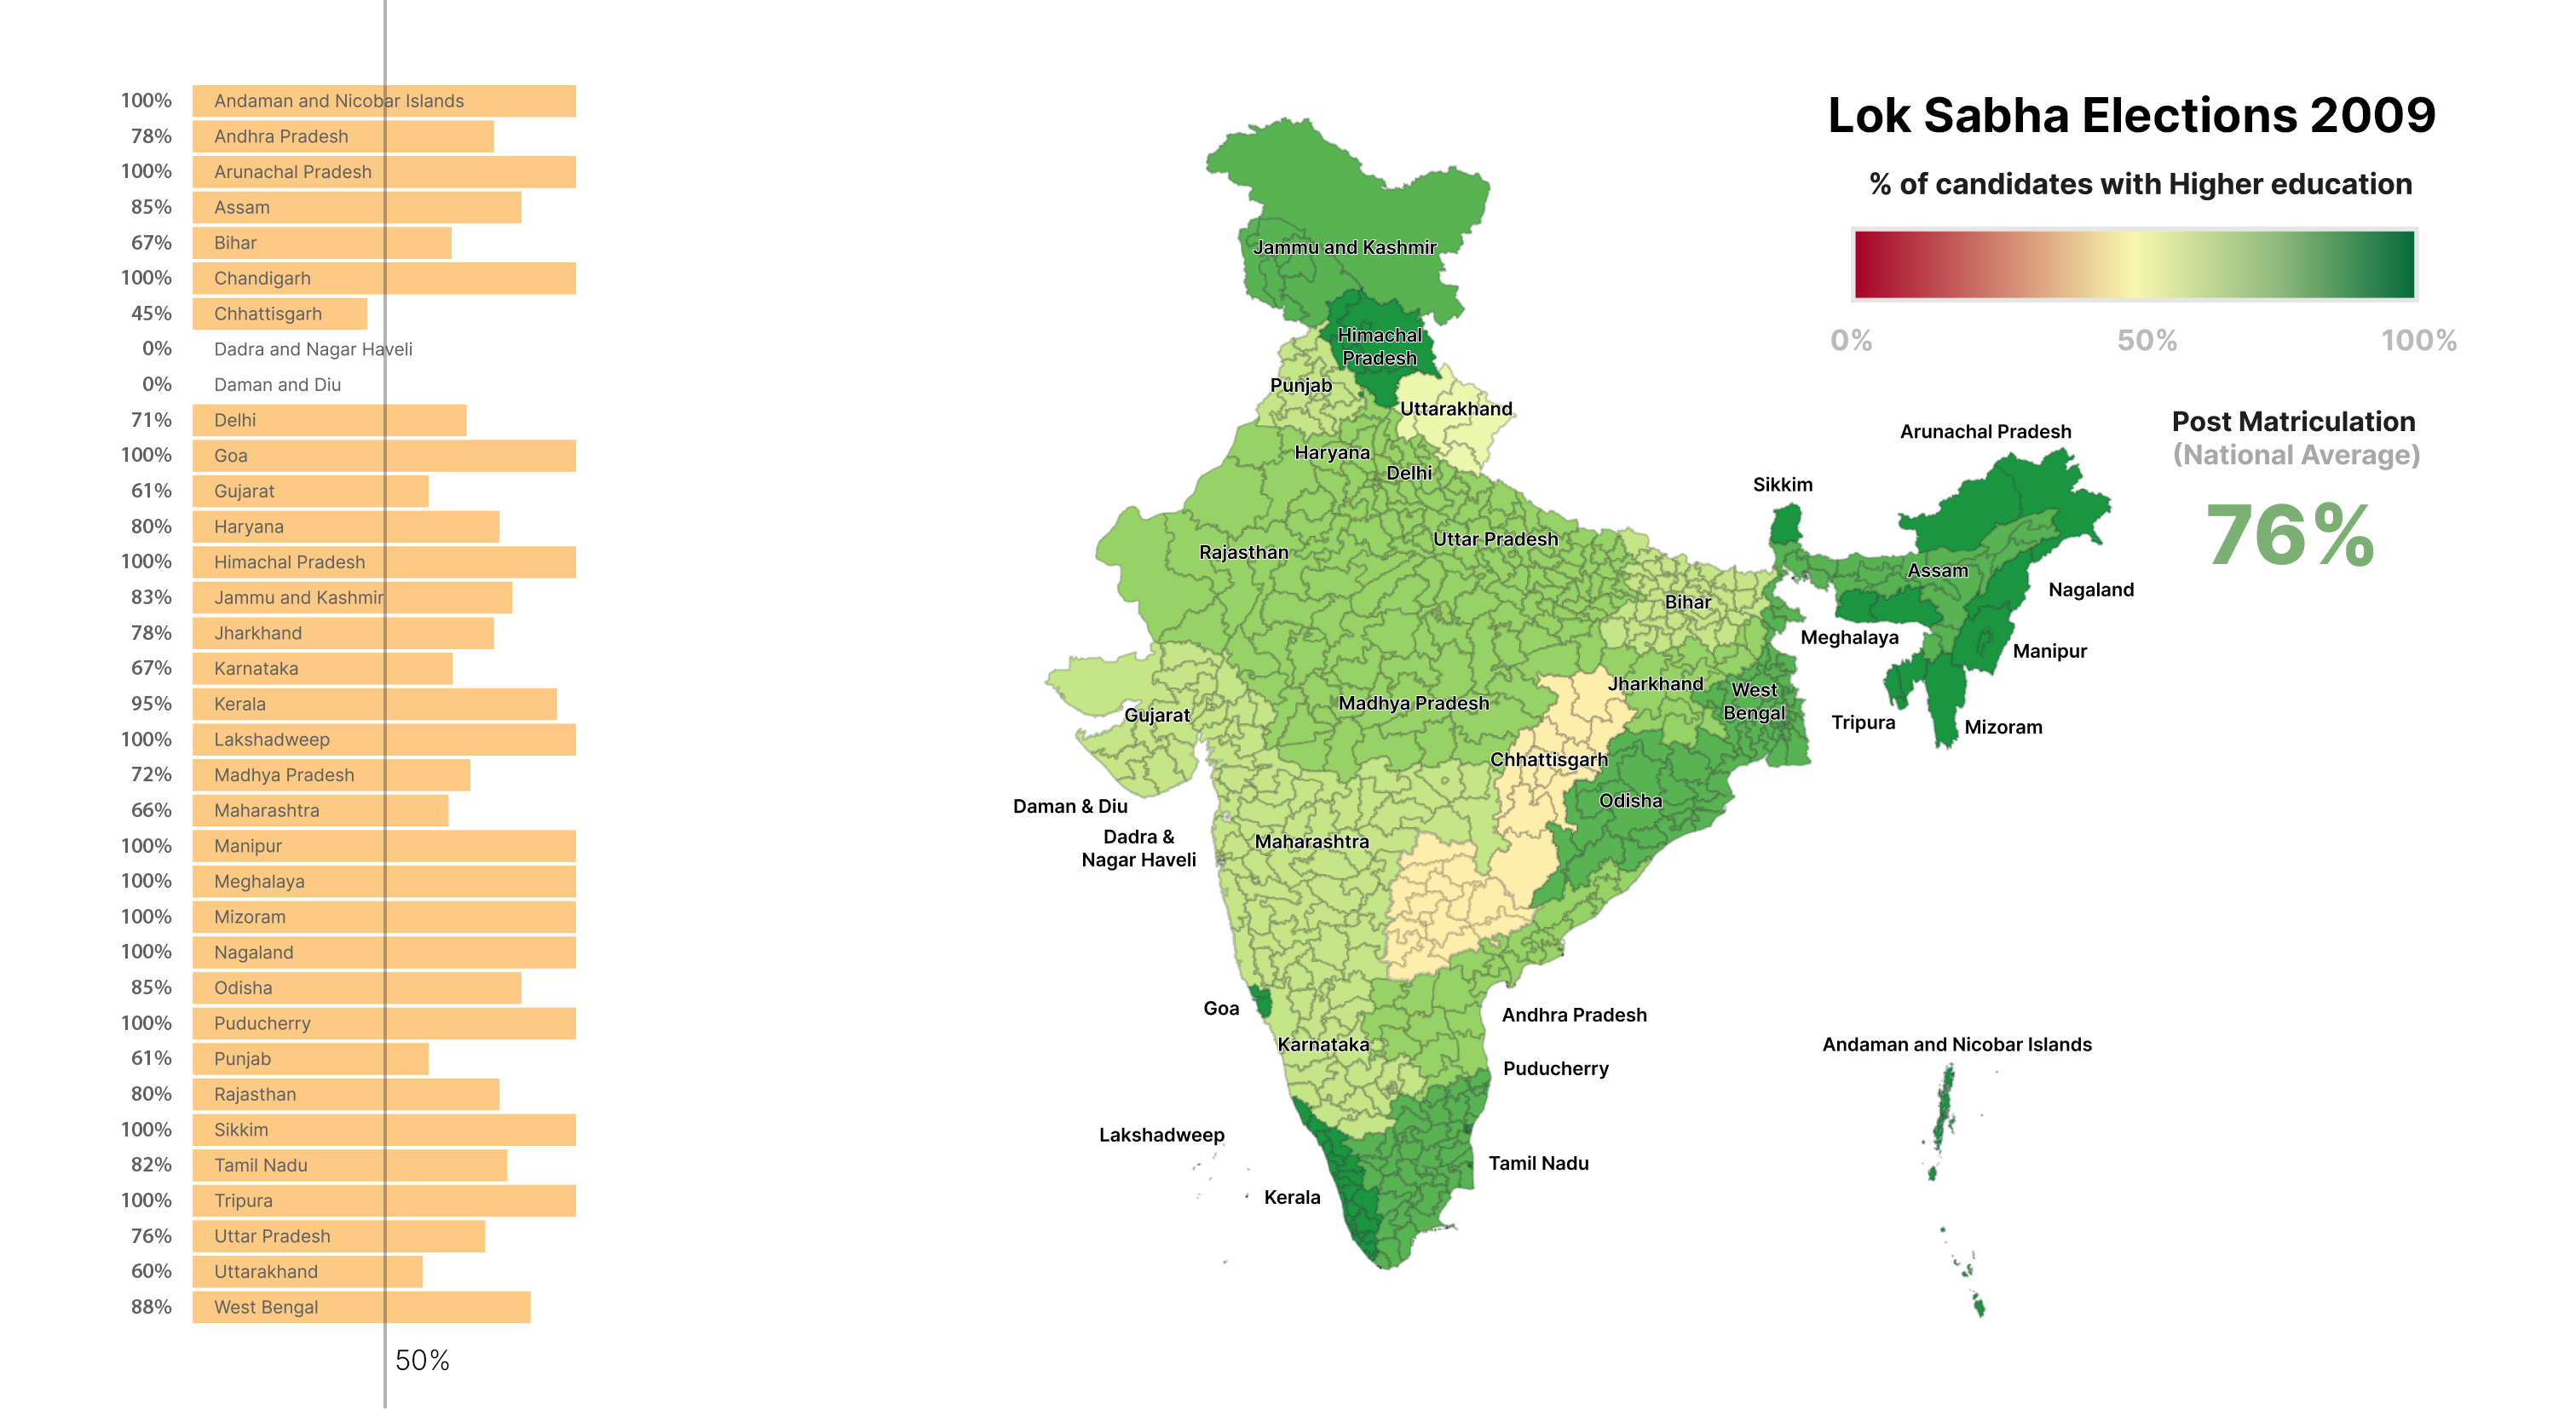 100% Andaman and Nicobar Islands
78% Andhra Pradesh
100% Arunachal Pradesh
85% Assam
67% Bihar
100% Chandigarh
45% Chhattisgarh
0% Dadra and Nagar Haveli
0% Daman and Diu
71% Delhi
100% Goa
61% Gujarat
80% Haryana
100% Himachal Pradesh
83% Jammu and Kashmir
78% Jharkhand
67% Karnataka
95% Kerala
100% Lakshadweep
72% Madhya Pradesh
66% Maharashtra
100% Manipur
100% Meghalaya
100% Mizoram
100% Nagaland
85% Odisha
100% Puducherry
61% Punjab
80% Rajasthan
100% Sikkim
82% Tamil Nadu
100% Tripura
76% Uttar Pradesh
60% Uttarakhand
88% West Bengal
50%
Lok Sabha Elections 2009
% of candidates with Higher education
0% 50% 100%
Post Matriculation
(National Average)
76%
Jammu and Kashmir
Himachal
Pradesh
Punjab
Uttarakhand
Haryana
Delhi
Arunachal Pradesh
Sikkim
Uttar Pradesh
Rajasthan
Assam
Nagaland
Bihar
Meghalaya
Manipur
Jharkhand
West
Bengal
Madhya Pradesh
Gujarat
Tripura
Mizoram
Chhattisgarh
Odisha
Daman & Diu
Dadra &
Nagar Haveli
Maharashtra
Goa
Andhra Pradesh
Karnataka
Puducherry
Andaman and Nicobar Islands
Lakshadweep
Tamil Nadu
Kerala